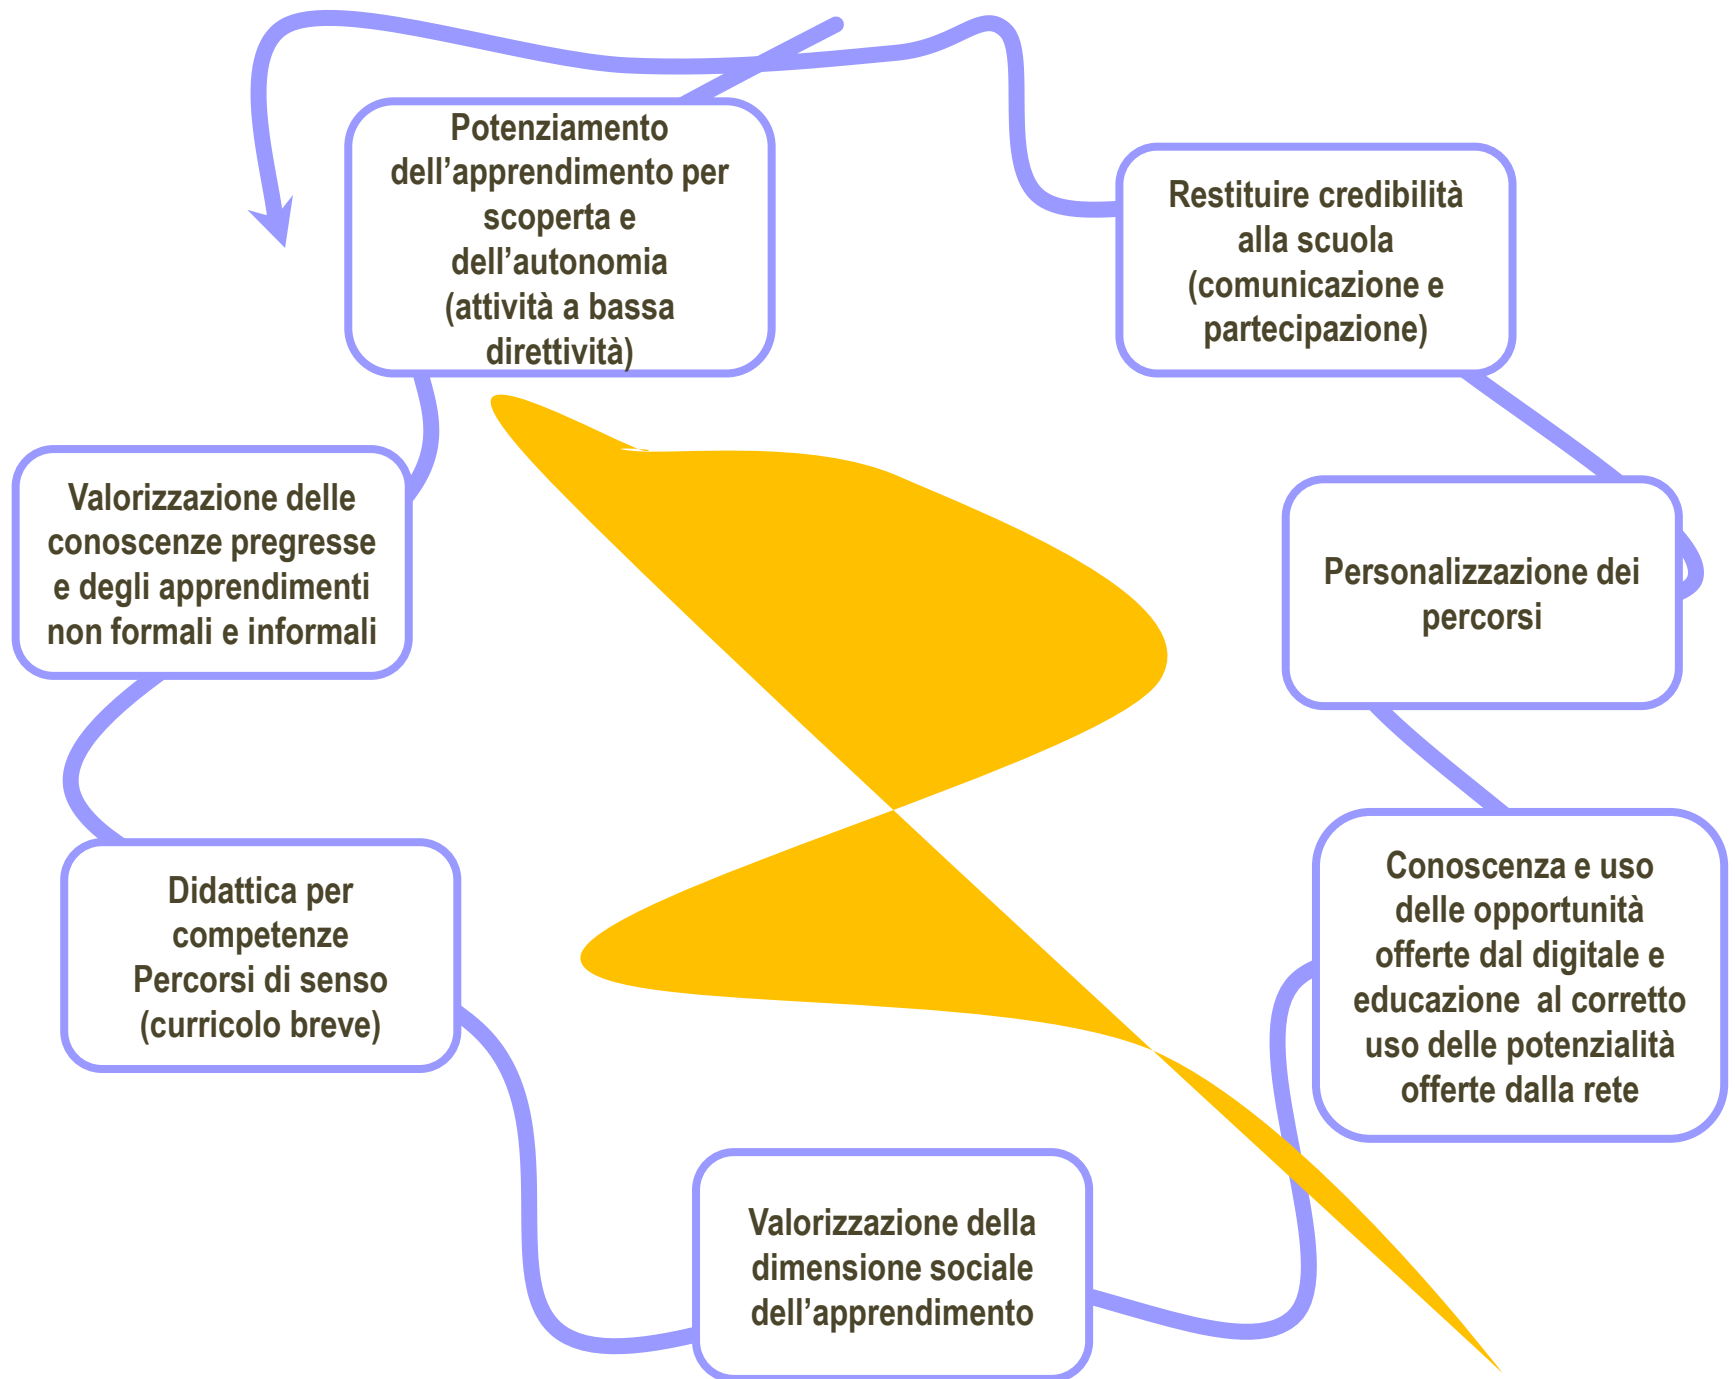 Potenziamento
dell’apprendimento per
scoperta e
dell’autonomia
(attività a bassa
direttività)
Restituire credibilità
alla scuola
(comunicazione e
partecipazione)
Valorizzazione delle
conoscenze pregresse
e degli apprendimenti
non formali e informali
Personalizzazione dei
percorsi
Didattica per
competenze
Percorsi di senso
(curricolo breve)
Conoscenza e uso
delle opportunità
offerte dal digitale e
educazione al corretto
uso delle potenzialità
offerte dalla rete
Valorizzazione della
dimensione sociale
dell’apprendimento